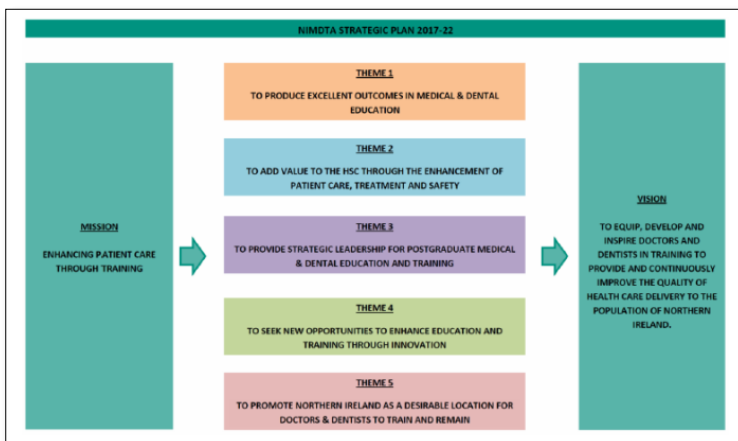 NIMDTA STRATEGIC PLAN 2017-22
MISSION
ENHANCING PATIENT CARE
THROUGH TRAINING
THEME 1
TO PRODUCE EXCELLENT OUTCOMES IN MEDICAL & DENTAL
EDUCATION
THEME 2
TO ADD VALUE TO THE HSC THROUGH THE ENHANCEMENT OF
PATIENT CARE, TREATMENT AND SAFETY
THEME 3
TO PROVIDE STRATEGIC LEADERSHIP FOR POSTGRADUATE MEDICAL
& DENTAL EDUCATION AND TRAINING
THEME 4
TO SEEK NEW OPPORTUNITIES TO ENHANCE EDUCATION AND
TRAINING THROUGH INNOVATION
THEME 5
TO PROMOTE NORTHERN IRELAND AS A DESIRABLE LOCATION FOR
DOCTORS & DENTISTS TO TRAIN AND REMAIN
VISION
TO EQUIP, DEVELOP AND
INSPIRE DOCTORS AND
DENTISTS IN TRAINING TO
PROVIDE AND CONTINUOUSLY
IMPROVE THE QUALITY OF
HEALTH CARE DELIVERY TO THE
POPULATION OF NORTHERN
IRELAND.